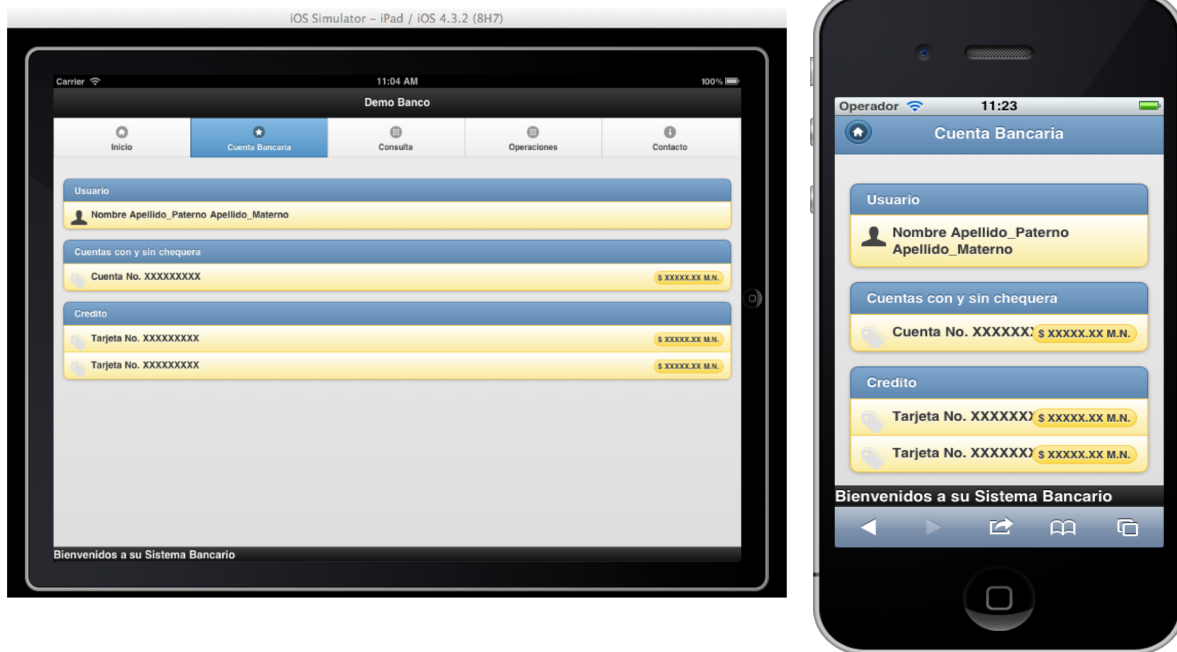 iOS Simulator – iPad / iOS 4.3.2 (8H7)
Carrier 11:04 AM 100%
Demo Banco
Inicio Cuenta Bancaria Consulta Operaciones Contacto
Usuario
Nombre Apellido_Paterno Apellido_Materno
Cuentas con y sin chequera
Cuenta No. XXXXXXXXX $ XXXXX.XX M.N.
Credito
Tarjeta No. XXXXXXXXX $ XXXXX.XX M.N.
Tarjeta No. XXXXXXXXX $ XXXXX.XX M.N.
Bienvenidos a su Sistema Bancario
Operador 11:23
Cuenta Bancaria
Usuario
Nombre Apellido_Paterno
Apellido_Materno
Cuentas con y sin chequera
Cuenta No. XXXXXXX $ XXXXX.XX M.N.
Credito
Tarjeta No. XXXXXXX $ XXXXX.XX M.N.
Tarjeta No. XXXXXXX $ XXXXX.XX M.N.
Bienvenidos a su Sistema Bancario